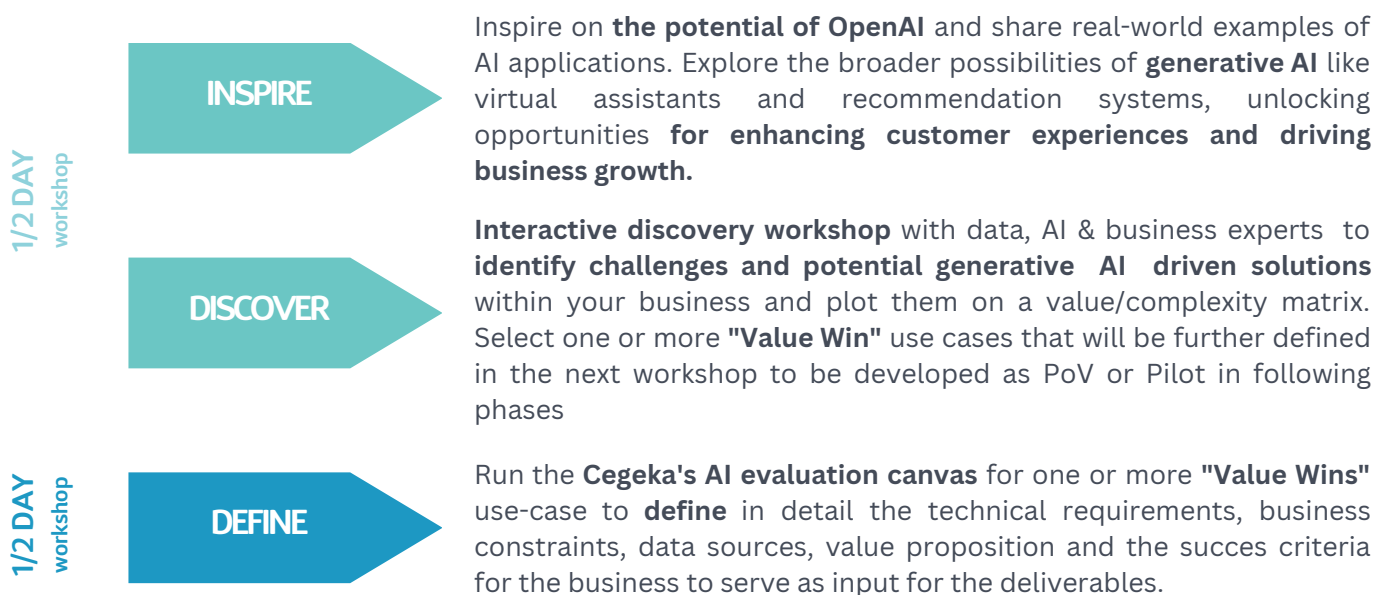 1/2 DAY
workshop
INSPIRE
Inspire on the potential of OpenAI and share real-world examples of
AI applications. Explore the broader possibilities of generative AI like
virtual assistants and recommendation systems, unlocking
opportunities for enhancing customer experiences and driving
business growth.
DISCOVER
Interactive discovery workshop with data, AI & business experts to
identify challenges and potential generative AI driven solutions
within your business and plot them on a value/complexity matrix.
Select one or more "Value Win" use cases that will be further defined
in the next workshop to be developed as PoV or Pilot in following
phases
1/2 DAY
workshop
DEFINE
Run the Cegeka's AI evaluation canvas for one or more "Value Wins"
use-case to define in detail the technical requirements, business
constraints, data sources, value proposition and the succes criteria
for the business to serve as input for the deliverables.